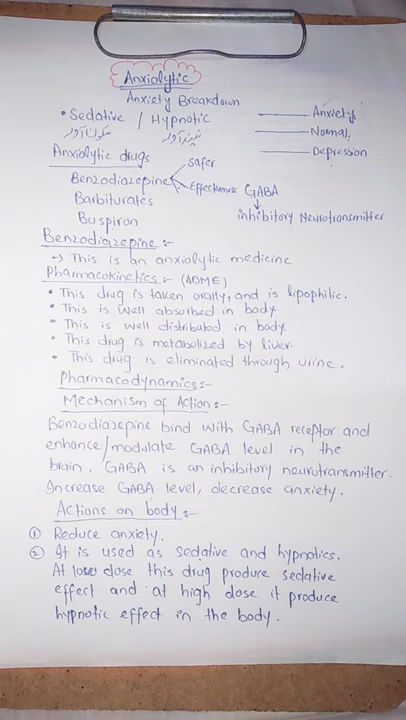 Anxiolytic
Anxiety Breakdown
• Sedative / Hypnotic
سکون آور نیند آور
Anxiety
Normal
Depression
Anxiolytic drugs
Benzodiazepine
safer
Effectiveness GABA
inhibitory Neurotransmitter
Barbiturates
Buspiron
Benzodiazepine :-
→ This is an anxiolytic medicine
Pharmacokinetics :- (ADME)
• This drug is taken orally, and is lipophilic.
• This is well absorbed in body
• This is well distributed in body.
• This drug is metabolized by liver.
• This drug is eliminated through urine.
Pharmacodynamics :-
Mechanism of Action :-
Benzodiazepine bind with GABA receptor and
enhance/modulate GABA level in the
brain. GABA is an inhibitory neurotransmitter.
Increase GABA level, decrease anxiety.
Actions on body :-
① Reduce anxiety.
② It is used as sedative and hypnotics.
At low dose this drug produce sedative
effect and at high dose it produce
hypnotic effect in the body.